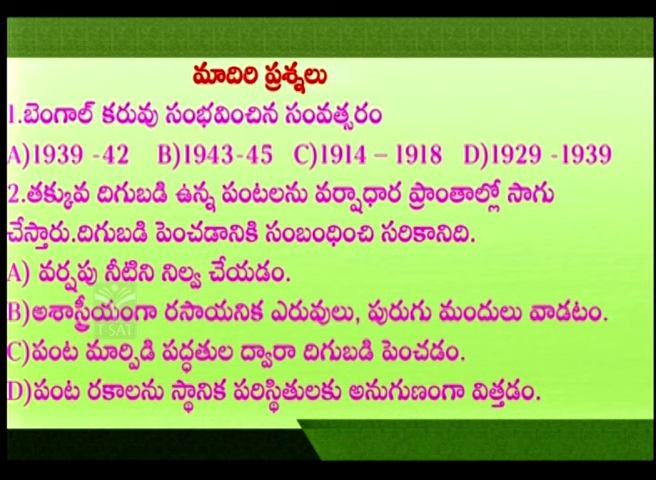 మాదిరి ప్రశ్నలు
1.బెంగాల్ కరువు సంభవించిన సంవత్సరం
A)1939 -42 B)1943-45 C)1914 – 1918 D)1929 -1939
2.తక్కువ దిగుబడి ఉన్న పంటలను వర్షాధార ప్రాంతాల్లో సాగు
చేస్తారు.దిగుబడి పెంచడానికి సంబంధించి సరికానిది.
A) వర్షపు నీటిని నిల్వ చేయడం.
B)అశాస్త్రీయంగా రసాయనిక ఎరువులు, పురుగు మందులు వాడటం.
T-SAT
C)పంట మార్పిడి పద్ధతుల ద్వారా దిగుబడి పెంచడం.
D)పంట రకాలను స్థానిక పరిస్థితులకు అనుగుణంగా విత్తడం.